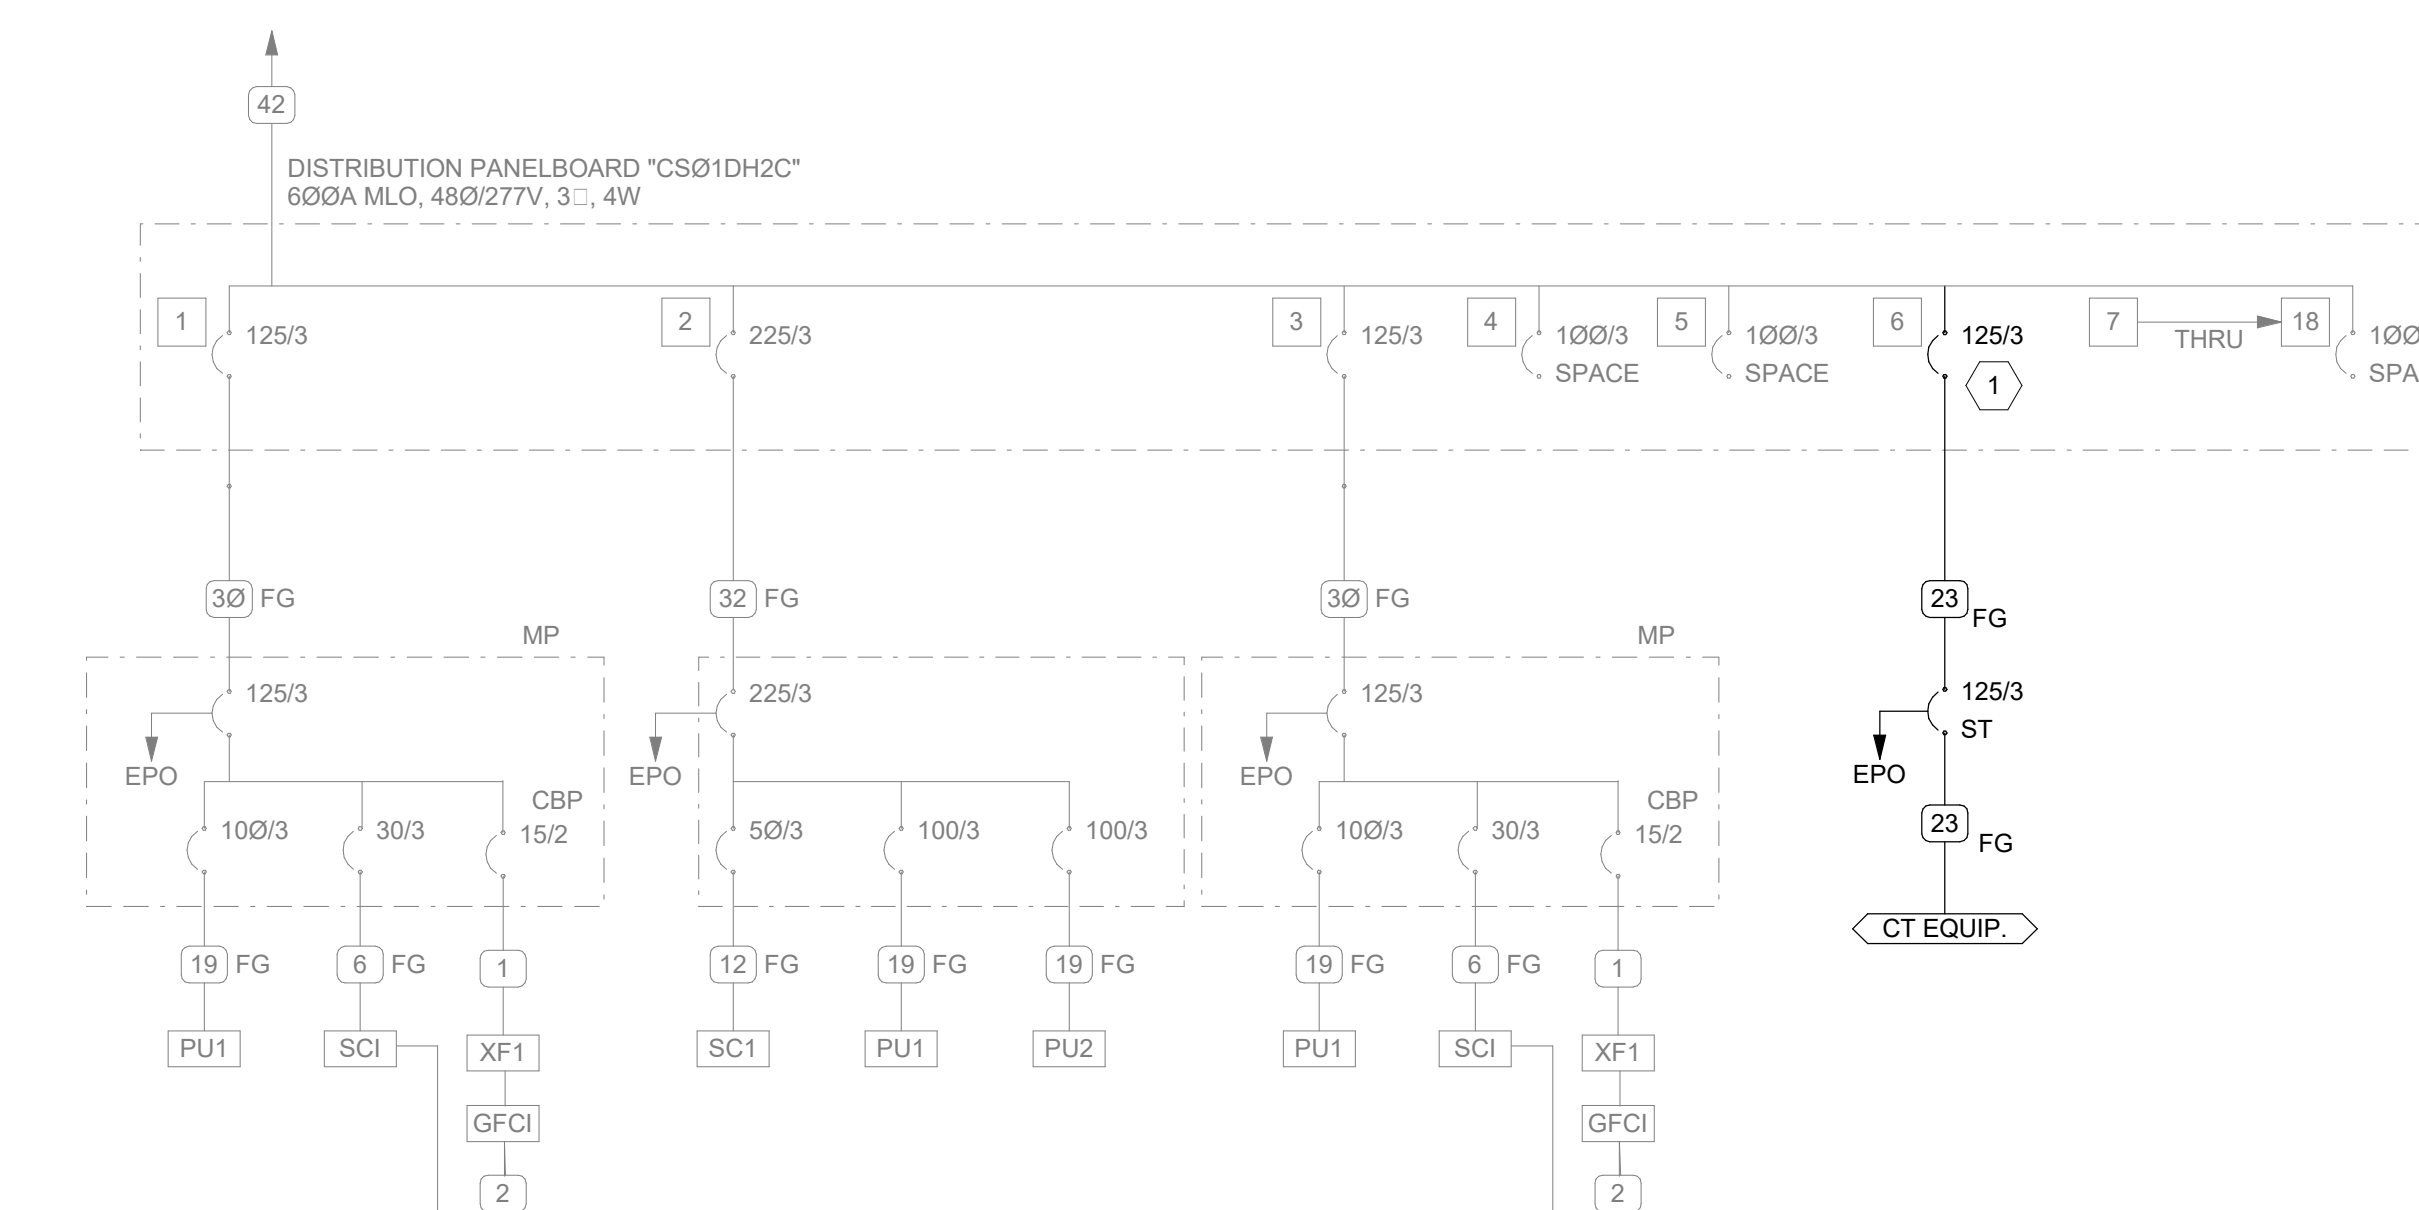 42
DISTRIBUTION PANELBOARD "CSØ1DH2C"
6ØØA MLO, 48Ø/277V, 3□, 4W
1
125/3
2
225/3
3
125/3
4
1ØØ/3
SPACE
5
1ØØ/3
SPACE
6
125/3
1
7
THRU
18
1ØØ
SPA
3Ø FG
32 FG
3Ø FG
23
FG
MP
MP
125/3
EPO
225/3
EPO
125/3
EPO
125/3
ST
EPO
CBP
CBP
10Ø/3
30/3
15/2
5Ø/3
100/3
100/3
10Ø/3
30/3
15/2
23
FG
CT EQUIP.
19 FG
6 FG
1
12 FG
19 FG
19 FG
19 FG
6 FG
1
PU1
SCI
XF1
SC1
PU1
PU2
PU1
SCI
XF1
GFCI
GFCI
2
2